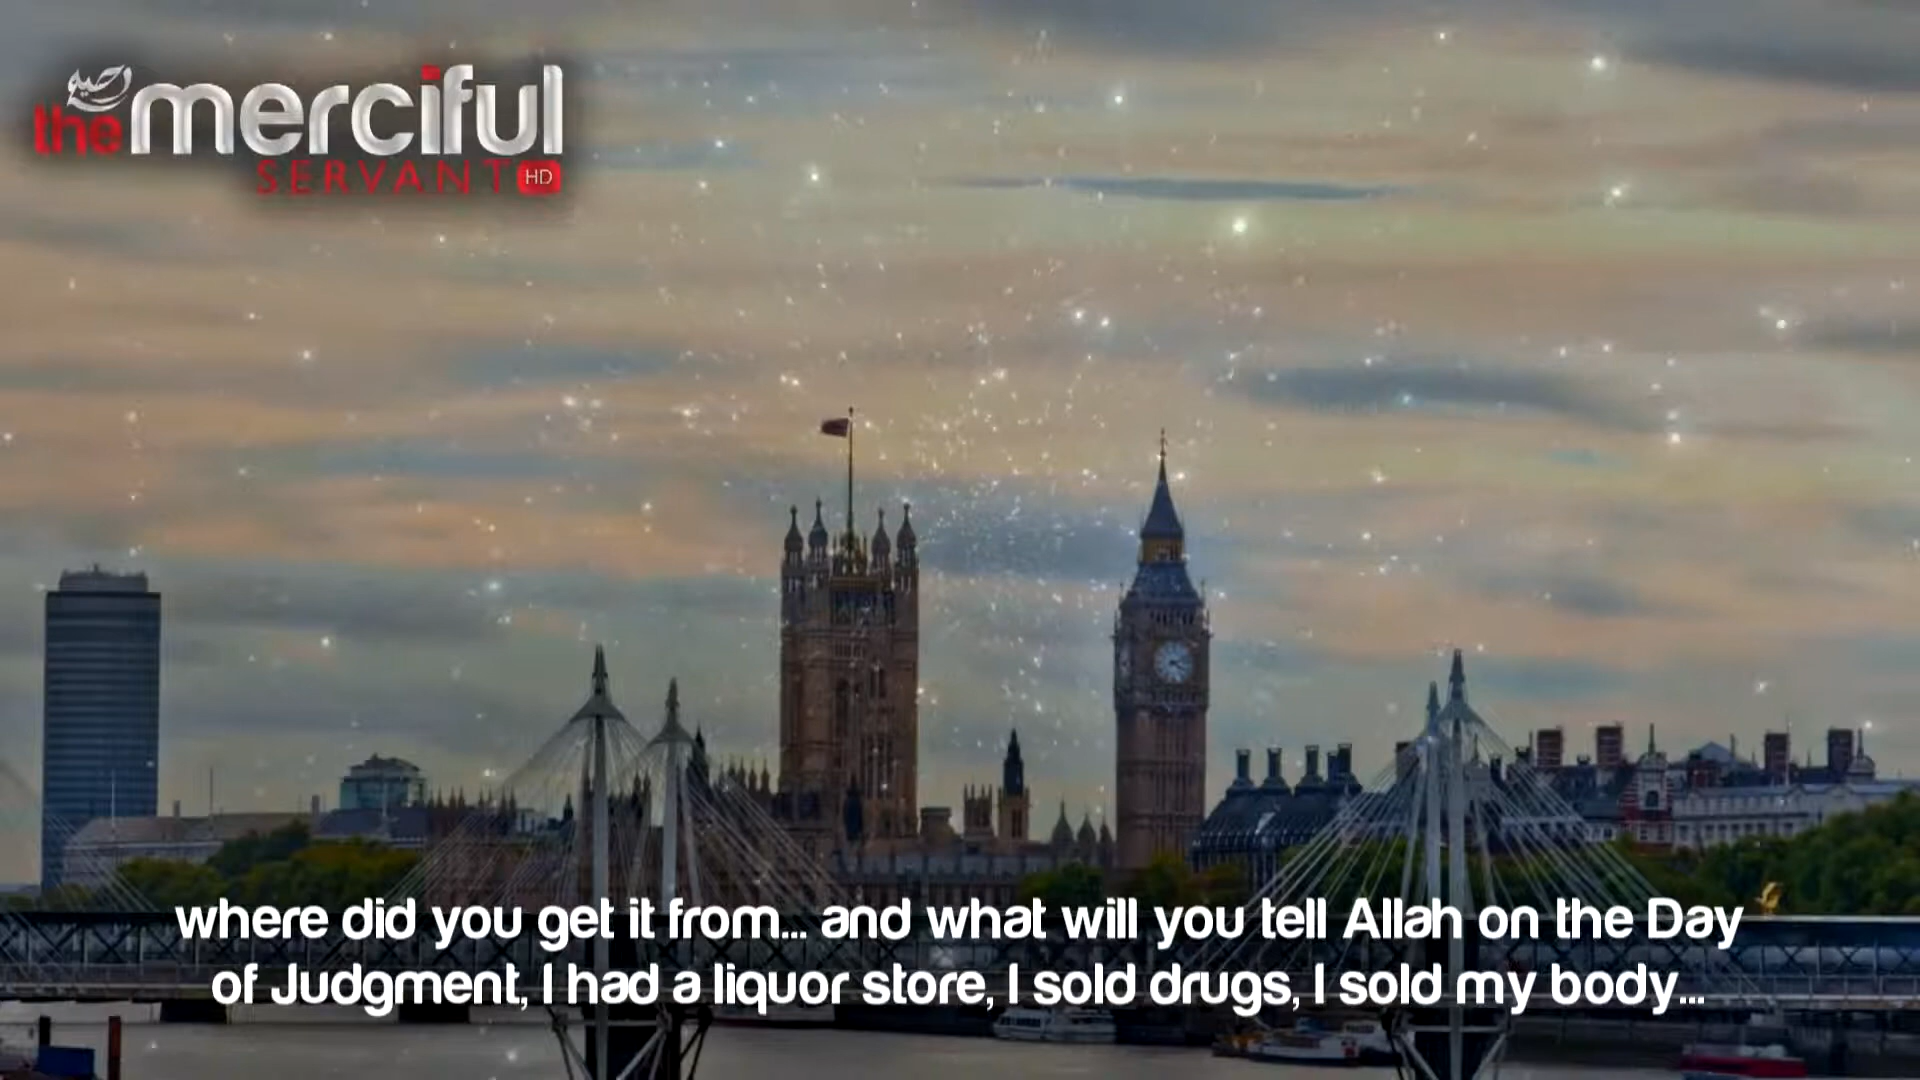 the merciful
SERVANT HD
where did you get it from... and what will you tell Allah on the Day
of Judgment, I had a liquor store, I sold drugs, I sold my body...